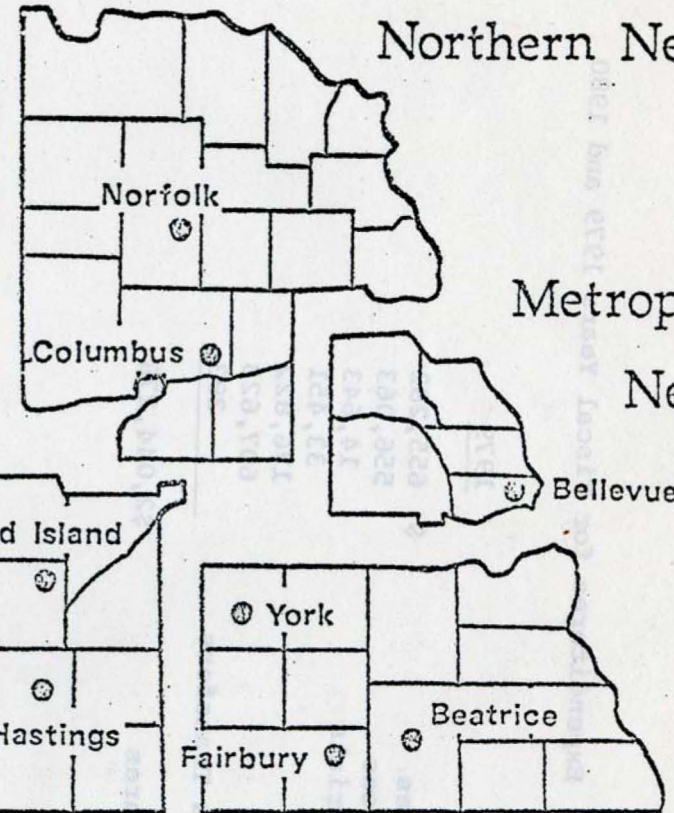 Northern Ne
Norfolk
Metrop
Columbus
Ne
Bellevue
d Island
York
Hastings
Beatrice
Fairbury